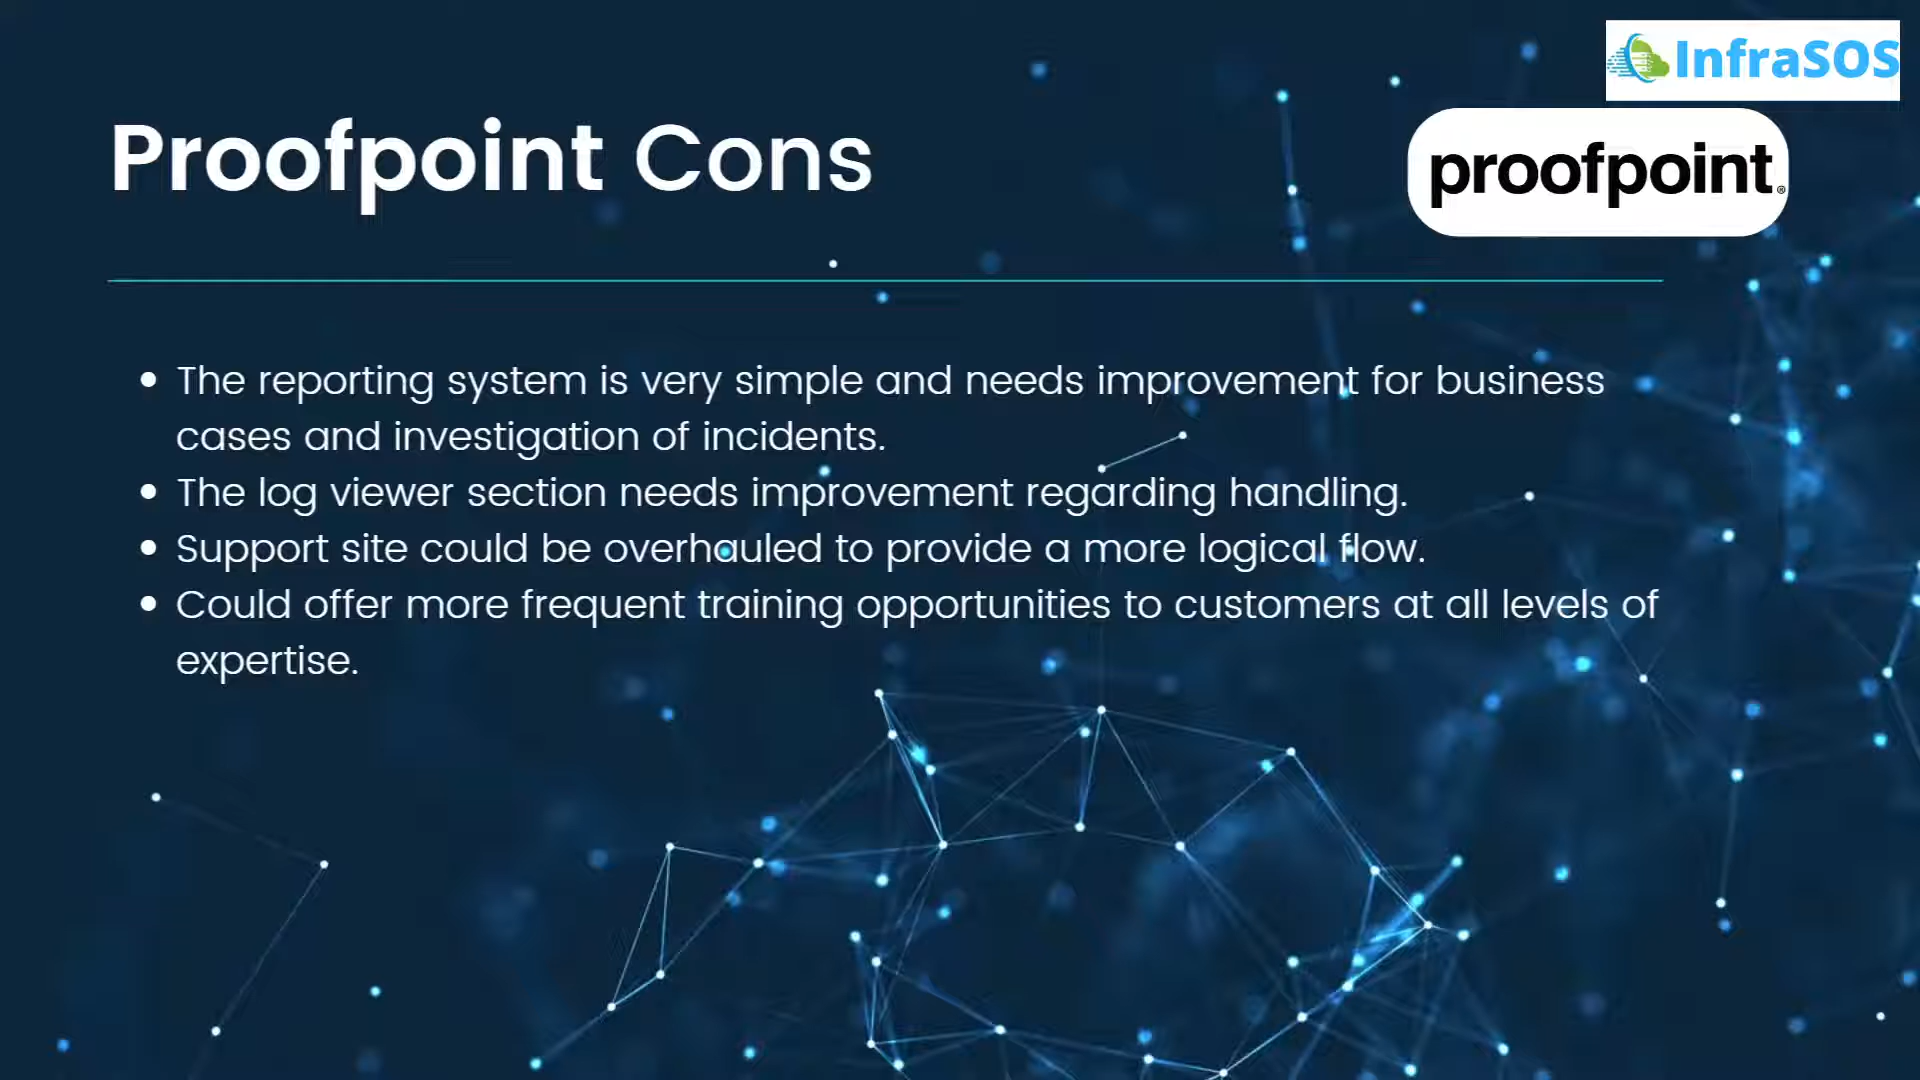 InfraSOS
Proofpoint Cons
proofpoint®
• The reporting system is very simple and needs improvement for business
cases and investigation of incidents.
• The log viewer section needs improvement regarding handling.
• Support site could be overhauled to provide a more logical flow.
• Could offer more frequent training opportunities to customers at all levels of
expertise.